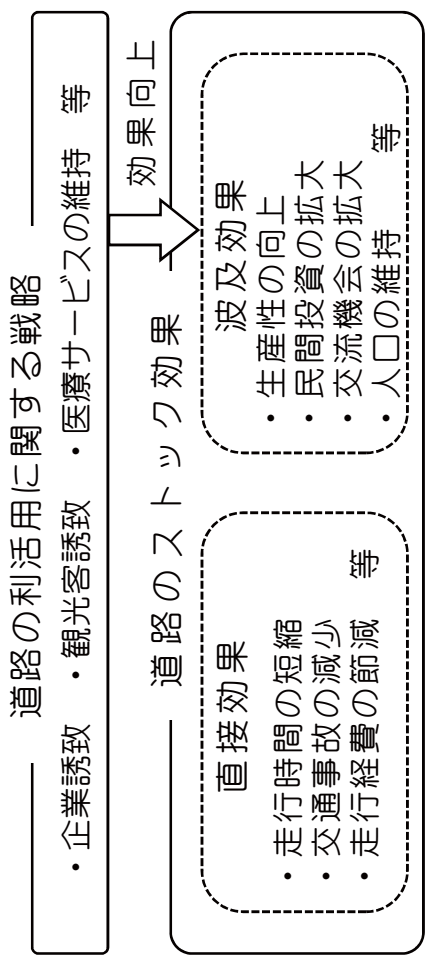 道路の利活用に関する戦略
・企業誘致　・観光客誘致　・医療サービスの維持　等
効果向上
道路のストック効果
直接効果
・走行時間の短縮
・交通事故の減少
・走行経費の節減　等
波及効果
・生産性の向上
・民間投資の拡大
・交流機会の拡大
・人口の維持　等